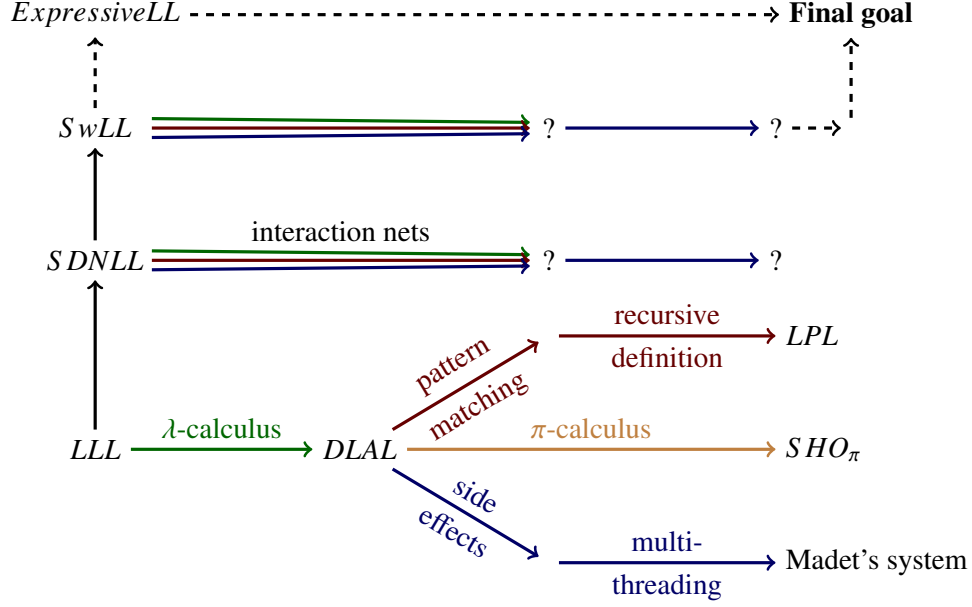 ExpressiveLL
Final goal
SwLL
?
?
interaction nets
SDNLL
?
?
pattern
matching
recursive
definition
LPL
LLL
λ-calculus
DLAL
π-calculus
SHOπ
side
effects
multi-
threading
Madet's system